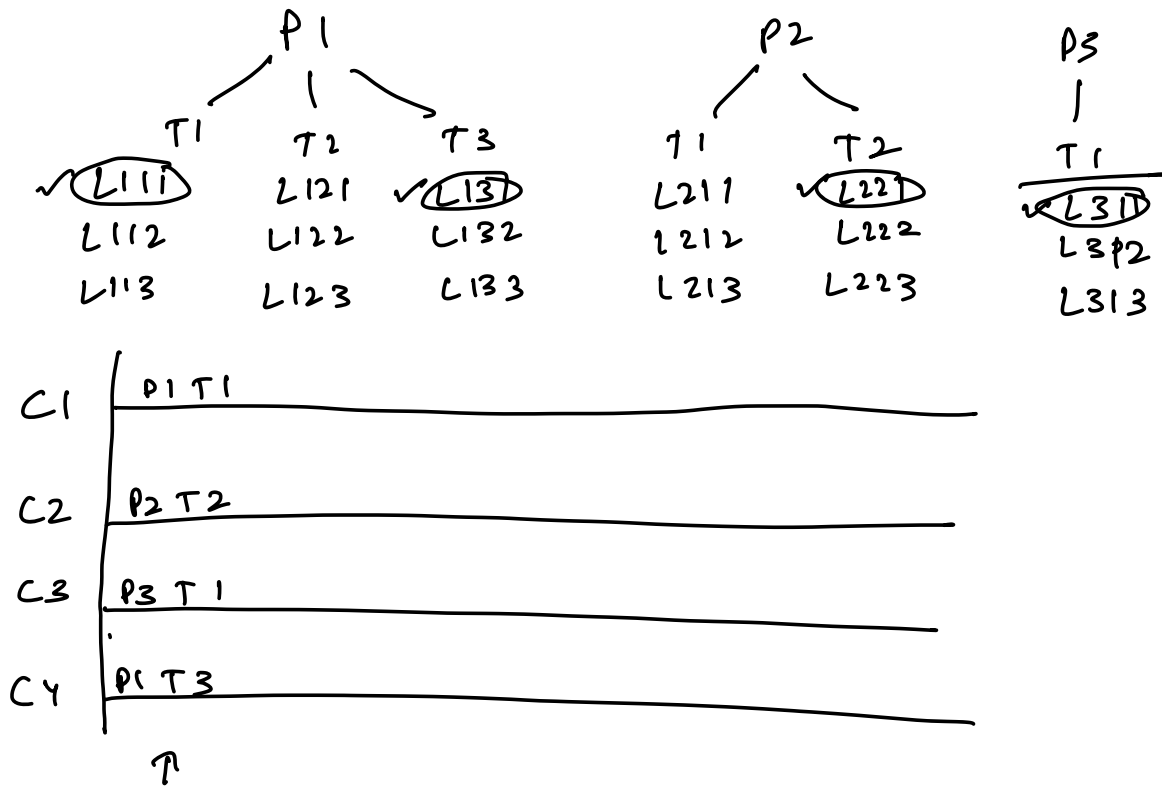 P1 P2 P3
T1 T2 T3 T1 T2 T1
L111 L121 L131 L211 L221 L311
L112 L122 L132 L212 L222 L3P2
L113 L123 L133 L213 L223 L313
C1 P1 T1
C2 P2 T2
C3 P3 T1
C4 P1 T3